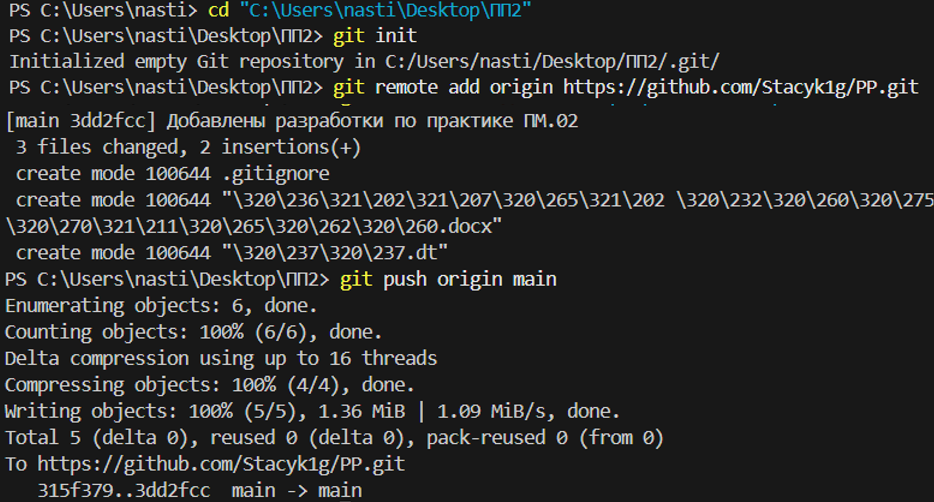 PS C:\Users\nasti> cd "C:\Users\nasti\Desktop\ПП2"
PS C:\Users\nasti\Desktop\ПП2> git init
Initialized empty Git repository in C:/Users/nasti/Desktop/ПП2/.git/
PS C:\Users\nasti\Desktop\ПП2> git remote add origin https://github.com/Stacyk1g/PP.git
[main 3dd2fcc] Добавлены разработки по практике ПМ.02
3 files changed, 2 insertions(+)
create mode 100644 .gitignore
create mode 100644 "\320\236\321\202\321\207\320\265\321\202 \320\232\320\260\320\275
\320\270\321\211\320\265\320\262\320\260.docx"
create mode 100644 "\320\237\320\237.dt"
PS C:\Users\nasti\Desktop\ПП2> git push origin main
Enumerating objects: 6, done.
Counting objects: 100% (6/6), done.
Delta compression using up to 16 threads
Compressing objects: 100% (4/4), done.
Writing objects: 100% (5/5), 1.36 MiB | 1.09 MiB/s, done.
Total 5 (delta 0), reused 0 (delta 0), pack-reused 0 (from 0)
To https://github.com/Stacyk1g/PP.git
315f379..3dd2fcc main -> main